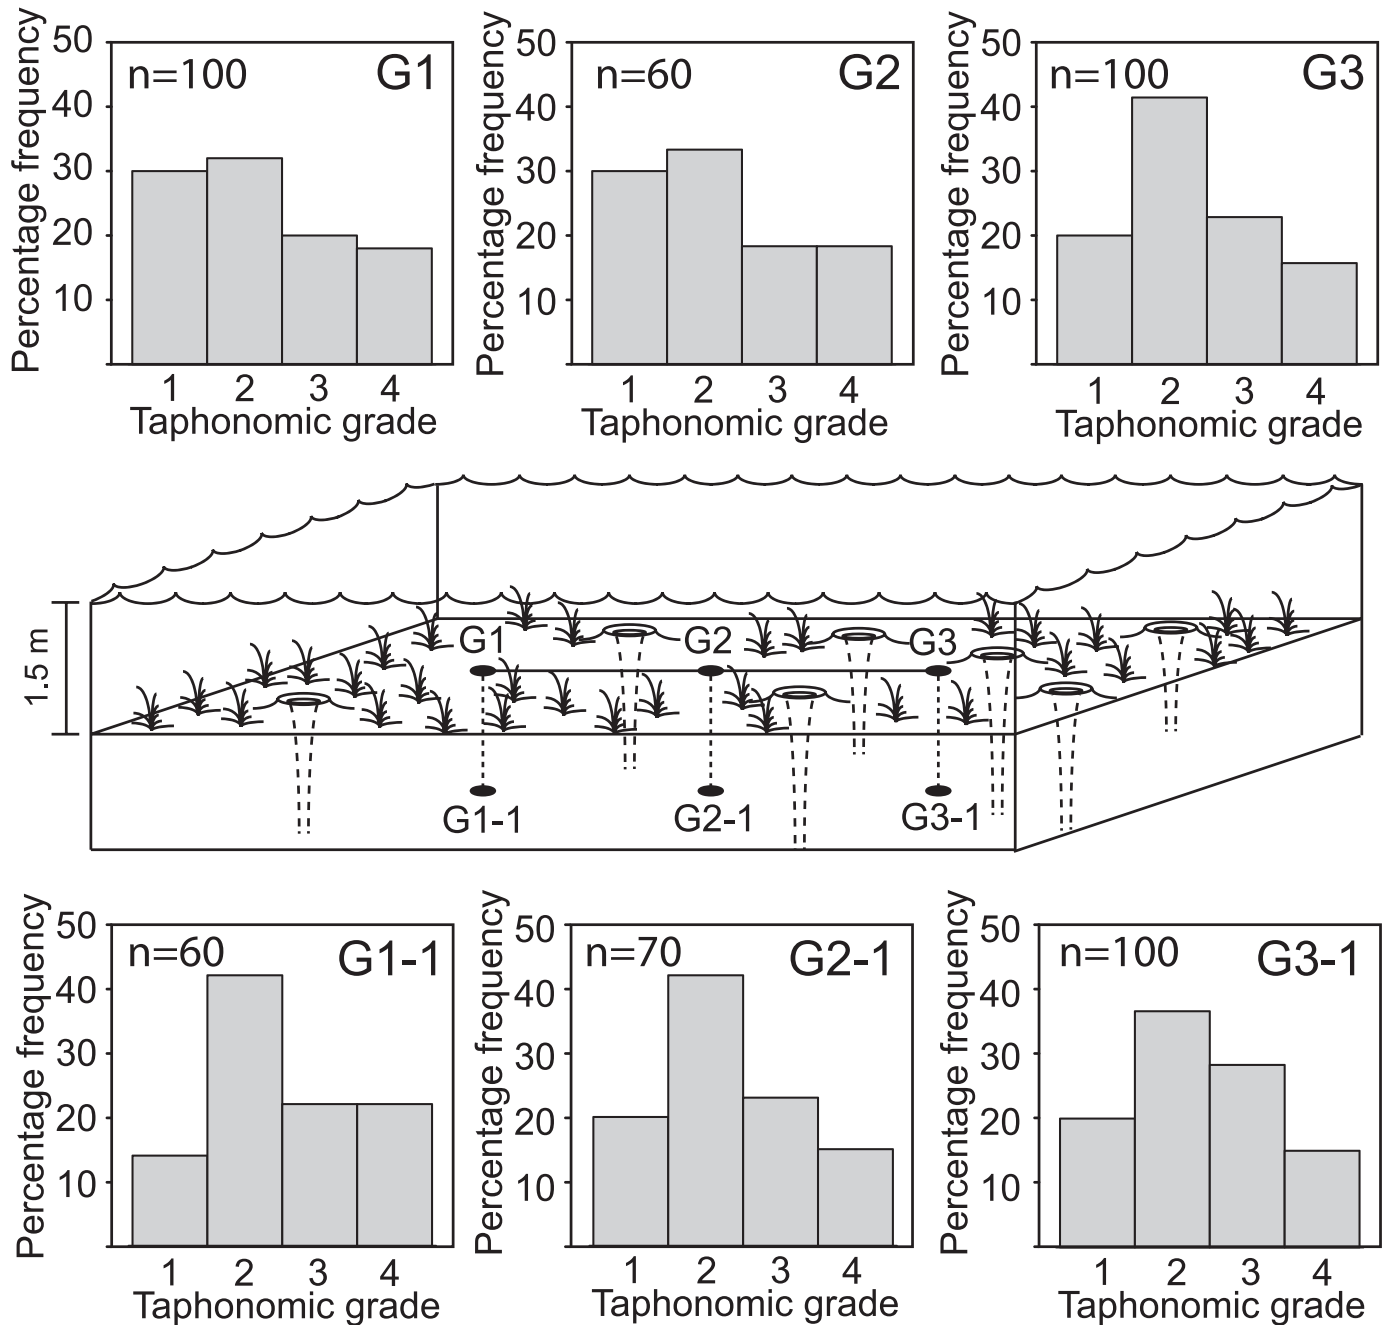 Percentage frequency
50
40
30
20
10
n=100
G1
1 2 3 4
Taphonomic grade
Percentage frequency
50
40
30
20
10
n=60
G2
1 2 3 4
Taphonomic grade
Percentage frequency
50
40
30
20
10
n=100
G3
1 2 3 4
Taphonomic grade
1.5 m
G1 G2 G3
G1-1 G2-1 G3-1
Percentage frequency
50
40
30
20
10
n=60
G1-1
1 2 3 4
Taphonomic grade
Percentage frequency
50
40
30
20
10
n=70
G2-1
1 2 3 4
Taphonomic grade
Percentage frequency
50
40
30
20
10
n=100
G3-1
1 2 3 4
Taphonomic grade